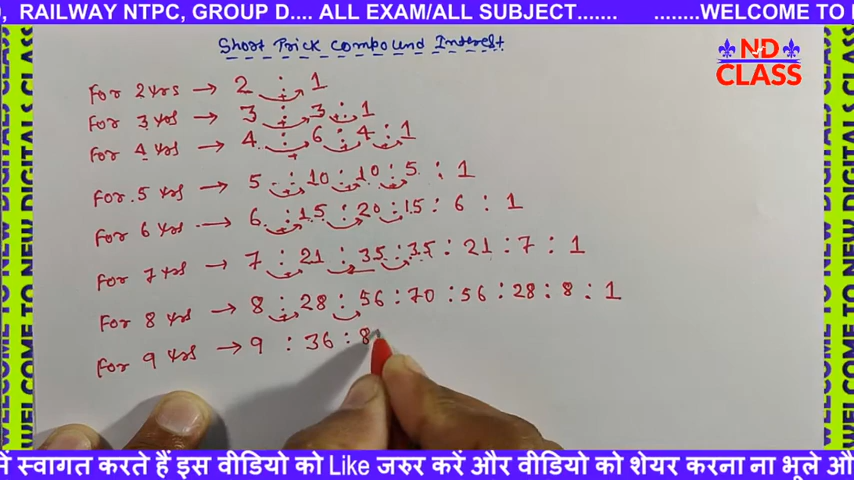 , RAILWAY NTPC, GROUP D.... ALL EXAM/ALL SUBJECT....... ........WELCOME TO
Short Trick Compound Interest
ND
CLASS
For 2 yrs → 2 : 1
For 3 yrs → 3 : 3 : 1
For 4 yrs → 4 : 6 : 4 : 1
For 5 yrs → 5 : 10 : 10 : 5 : 1
For 6 yrs → 6 : 15 : 20 : 15 : 6 : 1
For 7 yrs → 7 : 21 : 35 : 35 : 21 : 7 : 1
For 8 yrs → 8 : 28 : 56 : 70 : 56 : 28 : 8 : 1
For 9 yrs → 9 : 36 : 8
में स्वागत करते हैं इस वीडियो को Like जरुर करें और वीडियो को शेयर करना ना भूले औ
WELCOME TO NEW DIGITAL